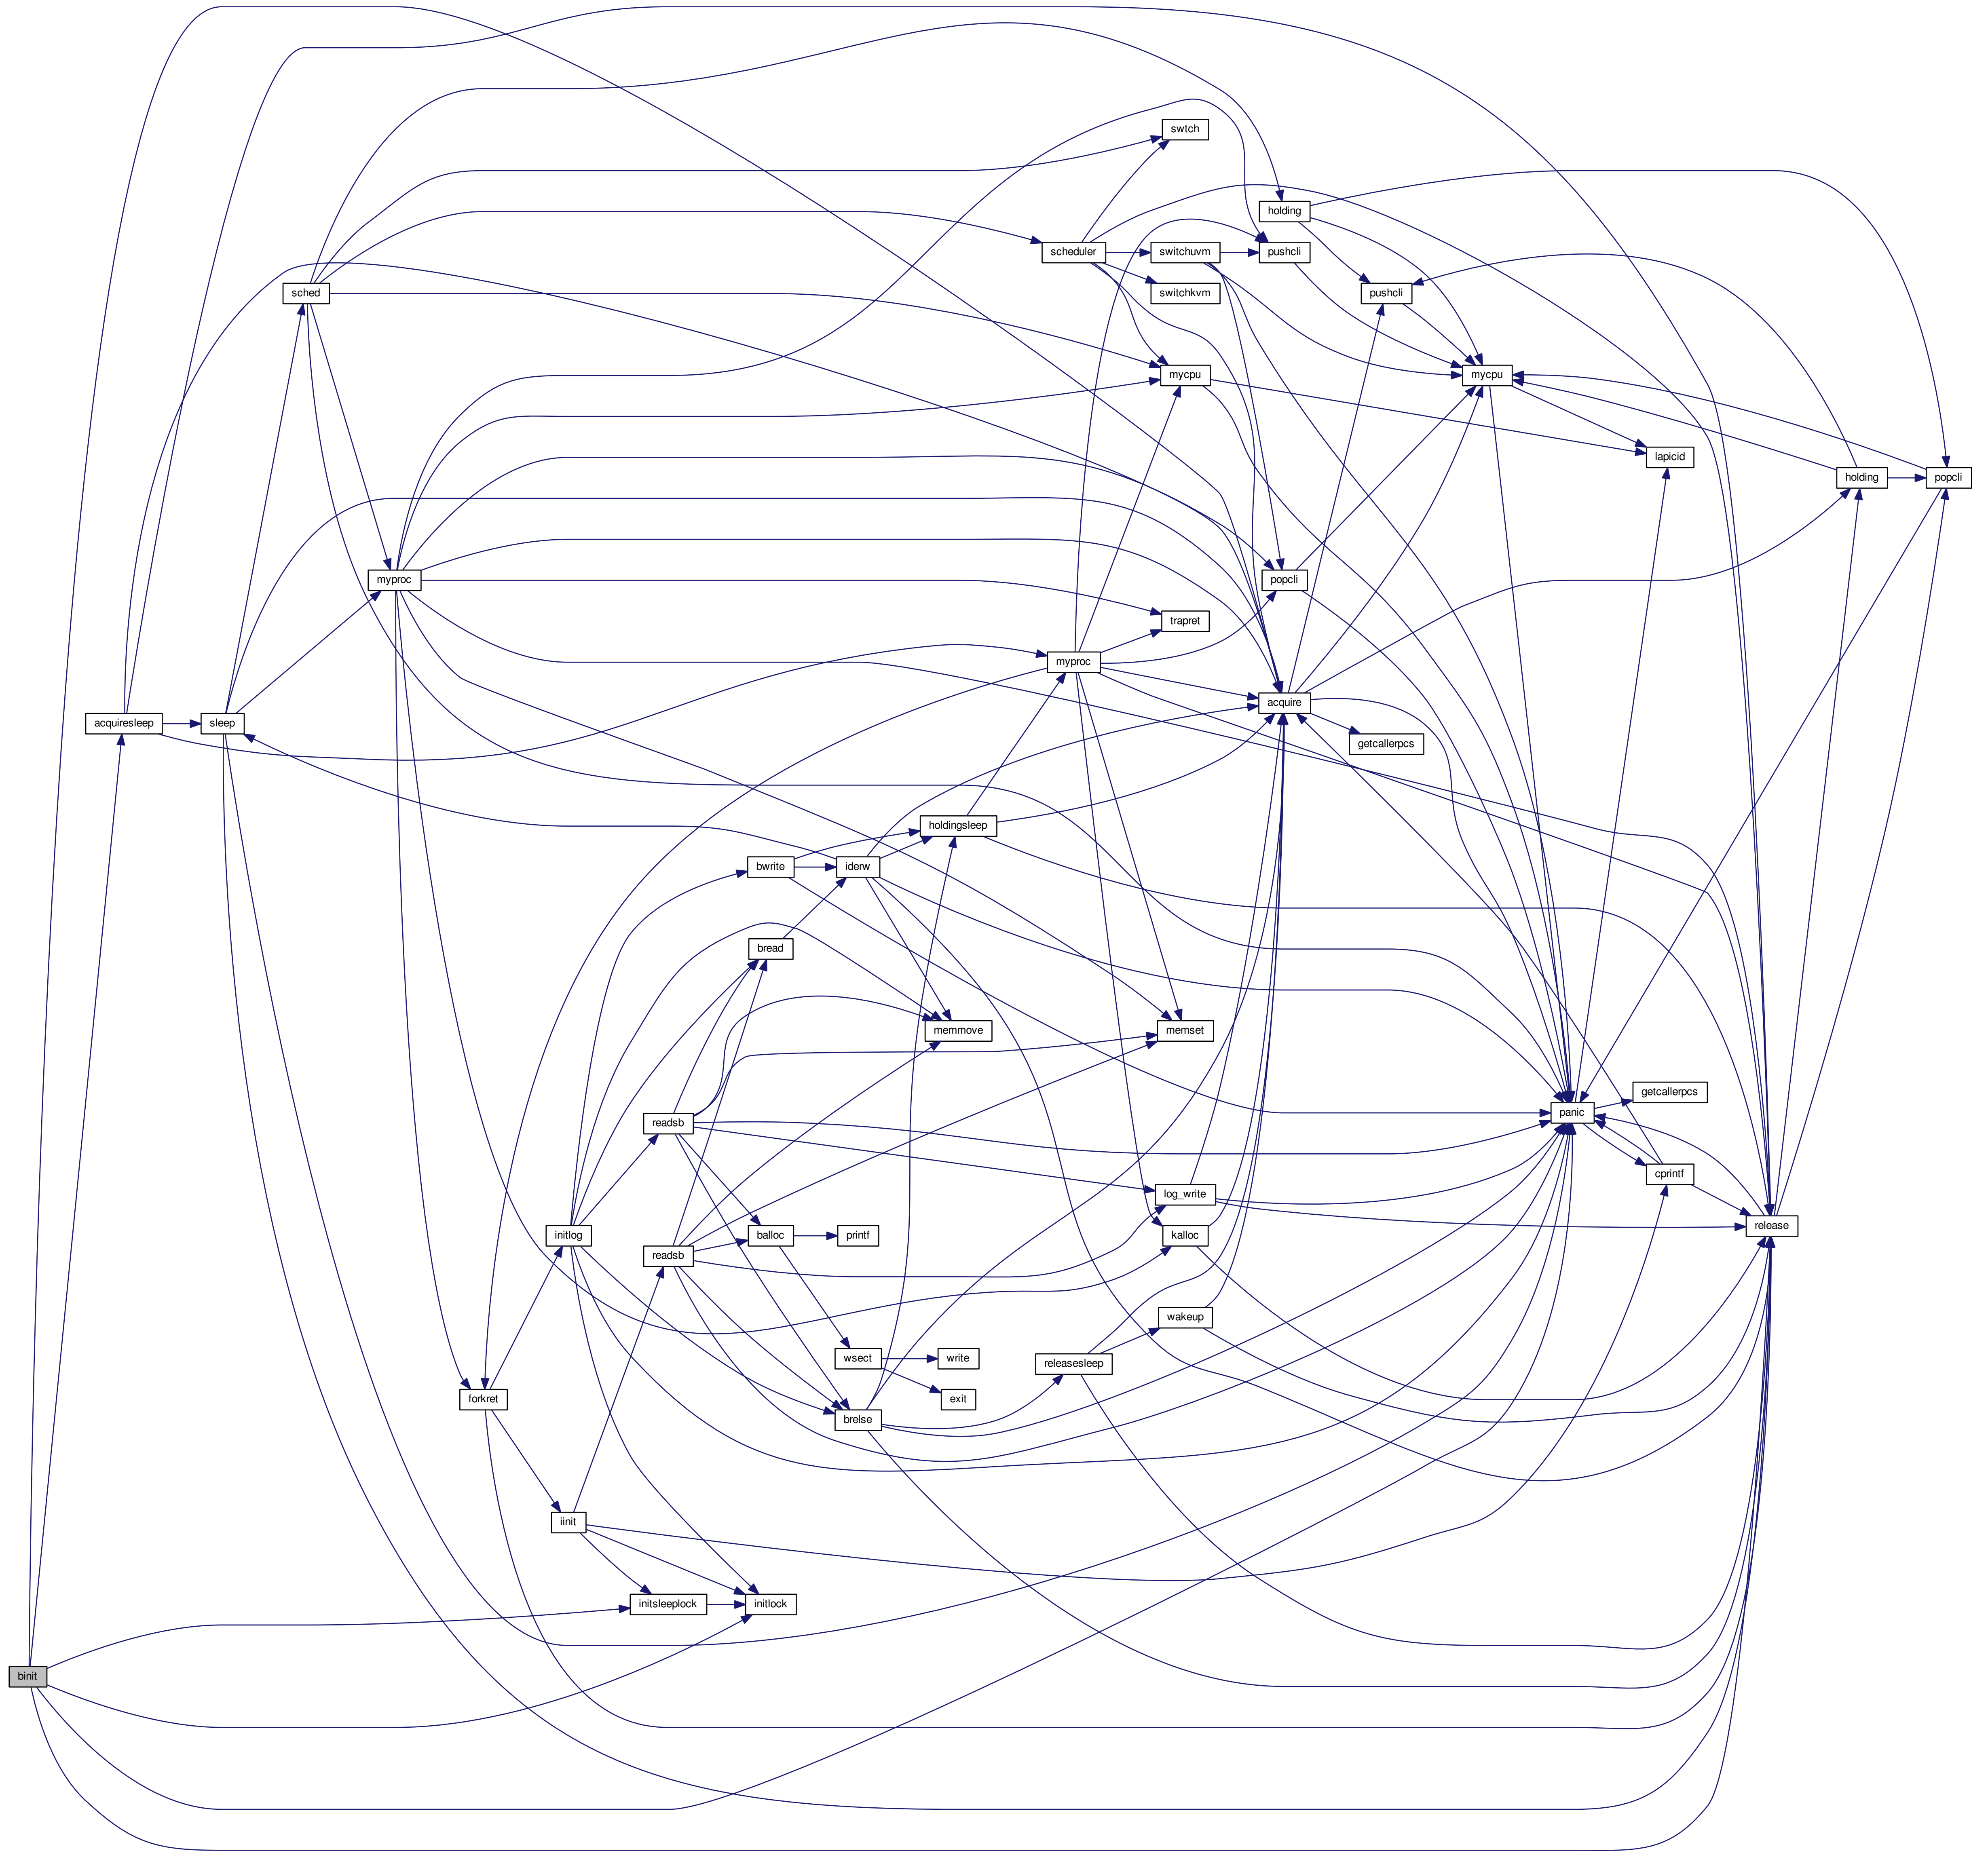 swtch
holding
scheduler
switchuvm
pushcli
sched
switchkvm
pushcli
mycpu
mycpu
lapicid
holding
popcli
myproc
popcli
trapret
myproc
acquire
acquiresleep
sleep
getcallerpcs
holdingsleep
bwrite
iderw
bread
memmove
memset
getcallerpcs
panic
readsb
cprintf
log_write
release
initlog
balloc
printf
kalloc
readsb
wakeup
wsect
write
releasesleep
forkret
exit
brelse
iinit
initsleeplock
initlock
binit